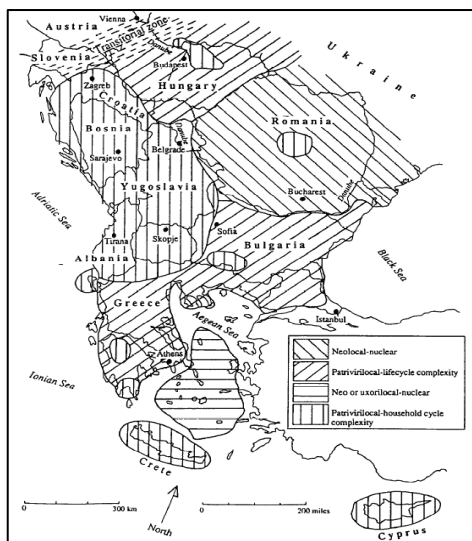 Vienna
Austria
Transitional zone
Danube
Slovenia
Budapest
Ukraine
Hungary
Zagreb
Croatia
Romania
Bosnia
Danube
Belgrade
Sarajevo
Yugoslavia
Bucharest
Danube
Adriatic Sea
Sofia
Skopje
Bulgaria
Tirana
Black Sea
Albania
Greece
Istanbul
Aegean Sea
Neolocal-nuclear
Patrivirilocal-lifecycle complexity
Neo or uxorilocal-nuclear
Patrivirilocal-household cycle
complexity
Athens
Ionian Sea
Crete
0 300 km
0 200 miles
North
Cyprus